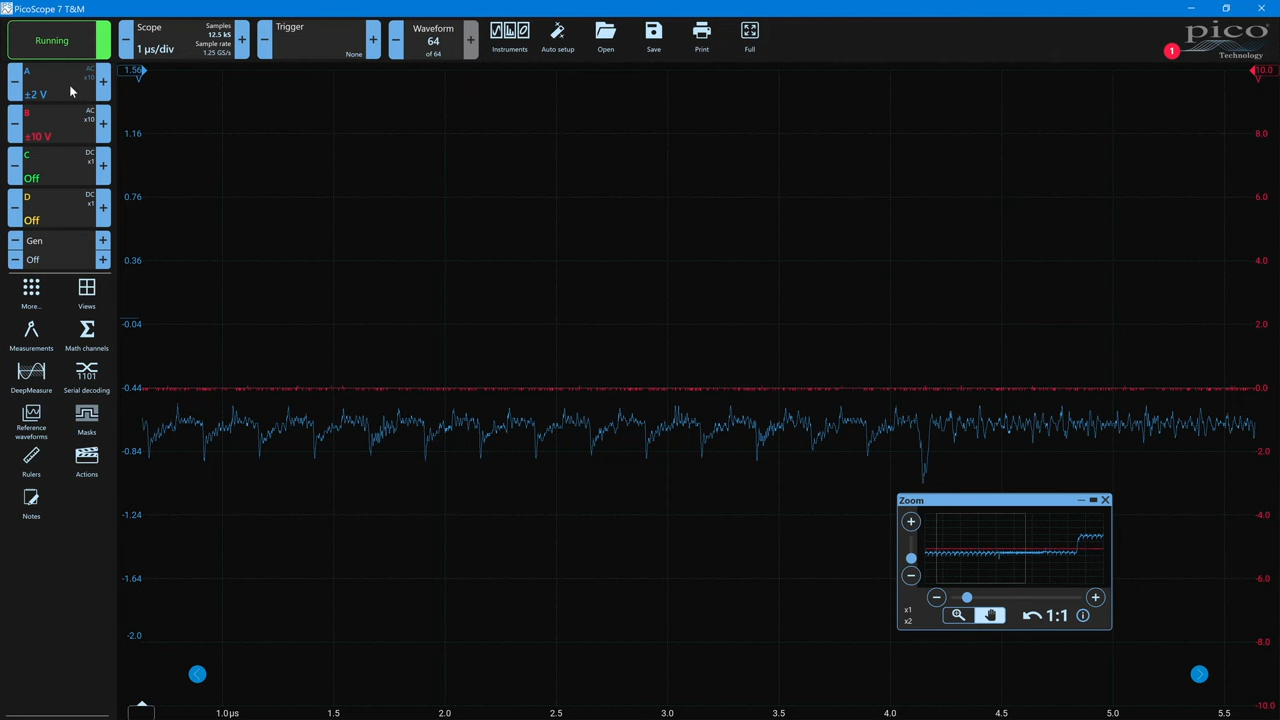 PicoScope 7 T&M
Running
Scope
1 µs/div
Samples
12.5 kS
Sample rate
1.25 GS/s
Trigger
None
Waveform
64
of 64
Instruments
Auto setup
Open
Save
Print
Full
1
pico
Technology
A
AC
x10
±2 V
B
AC
x10
±10 V
C
DC
x1
Off
D
DC
x1
Off
Gen
Off
More...
Views
Measurements
Math channels
DeepMeasure
1101
Serial decoding
Reference
waveforms
Masks
Rulers
Actions
Notes
1.56
V
1.16
0.76
0.36
-0.04
-0.44
-0.84
-1.24
-1.64
-2.0
10.0
V
8.0
6.0
4.0
2.0
0.0
-2.0
-4.0
-6.0
-8.0
-10.0
Zoom
x1
x2
1:1
1.0 µs
1.5
2.0
2.5
3.0
3.5
4.0
4.5
5.0
5.5